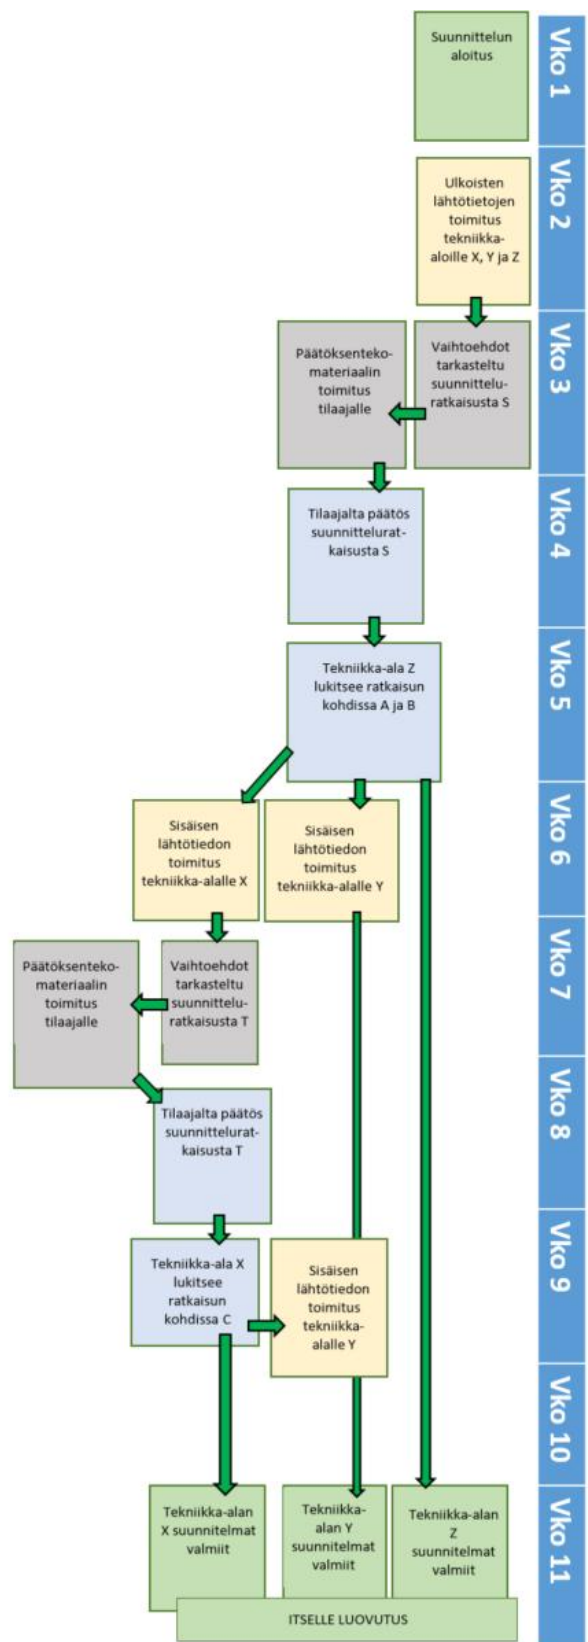 Vko 1
Suunnittelun
aloitus
Vko 2
Ulkoisten
lähtötietojen
toimitus
tekniikka-
aloille X, Y ja Z
Vko 3
Vaihtoehdot
tarkasteltu
suunnittelu-
ratkaisusta S
Päätöksenteko-
materiaalin
toimitus
tilaajalle
Vko 4
Tilaajalta päätös
suunnittelurat-
kaisusta S
Vko 5
Tekniikka-ala Z
lukitsee ratkaisun
kohdissa A ja B
Vko 6
Sisäisen
lähtötiedon
toimitus
tekniikka-alalle X
Sisäisen
lähtötiedon
toimitus
tekniikka-alalle Y
Vko 7
Vaihtoehdot
tarkasteltu
suunnittelu-
ratkaisusta T
Päätöksenteko-
materiaalin
toimitus
tilaajalle
Vko 8
Tilaajalta päätös
suunnittelurat-
kaisusta T
Vko 9
Tekniikka-ala X
lukitsee
ratkaisun
kohdissa C
Sisäisen
lähtötiedon
toimitus
tekniikka-
alalle Y
Vko 10
Vko 11
Tekniikka-alan
X suunnitelmat
valmiit
Tekniikka-
alan Y
suunnitelmat
valmiit
Tekniikka-alan
Z
suunnitelmat
valmiit
ITSELLE LUOVUTUS